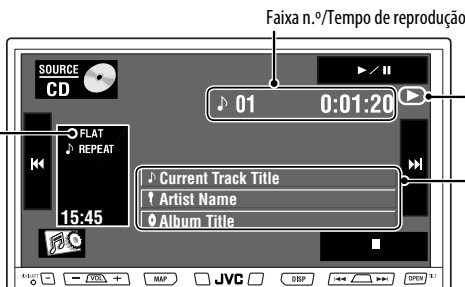 Faixa n.º/Tempo de reprodução
SOURCE
CD
01 0:01:20
FLAT
REPEAT
Current Track Title
Artist Name
Album Title
15:45
VOL
MAP
JVC
DISP
OPEN
TILT